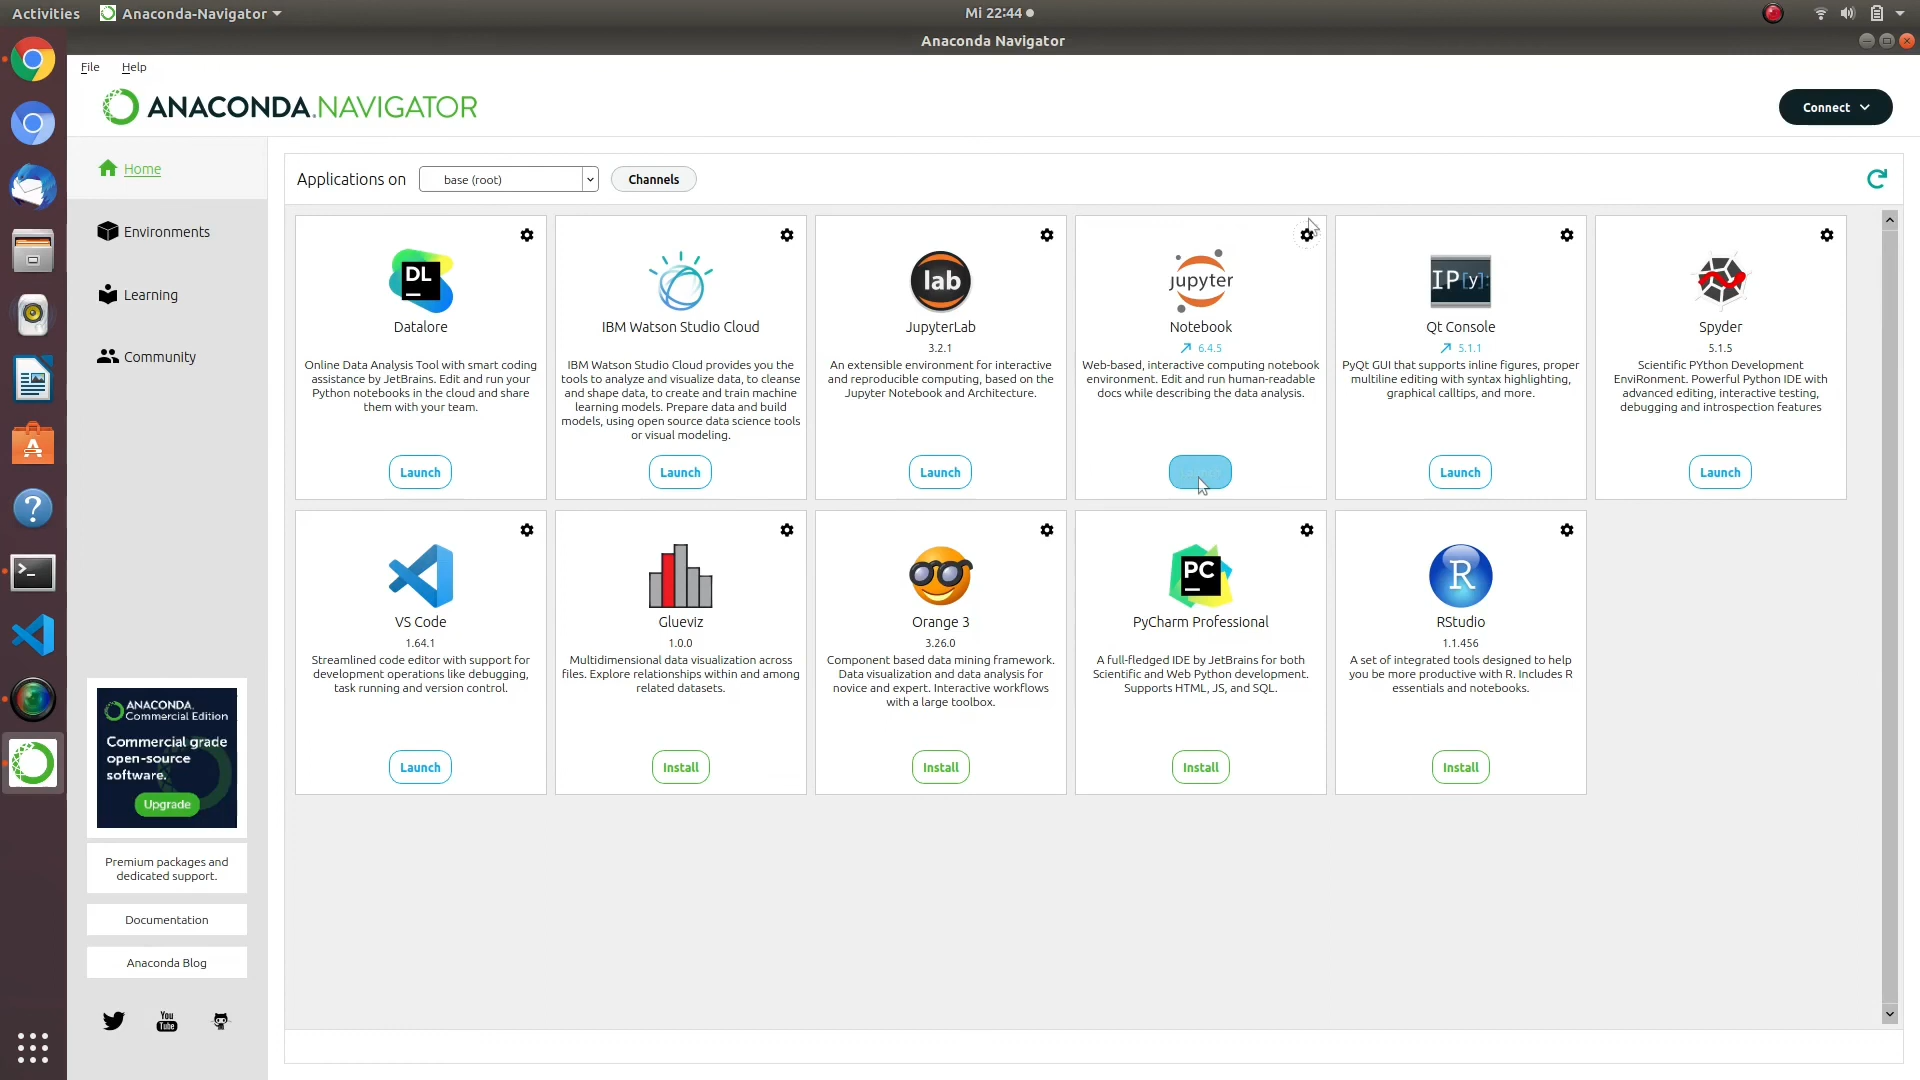 Activities
Anaconda-Navigator
Mi 22:44
Anaconda Navigator
File
Help
ANACONDA.NAVIGATOR
Connect
Home
Environments
Learning
Community
Applications on
base (root)
Channels
DL
Datalore
Online Data Analysis Tool with smart coding
assistance by JetBrains. Edit and run your
Python notebooks in the cloud and share
them with your team.
Launch
IBM Watson Studio Cloud
IBM Watson Studio Cloud provides you the
tools to analyze and visualize data, to cleanse
and shape data, to create and train machine
learning models. Prepare data and build
models, using open source data science tools
or visual modeling.
Launch
lab
JupyterLab
3.2.1
An extensible environment for interactive
and reproducible computing, based on the
Jupyter Notebook and Architecture.
Launch
jupyter
Notebook
6.4.5
Web-based, interactive computing notebook
environment. Edit and run human-readable
docs while describing the data analysis.
IP[y]:
Qt Console
5.1.1
PyQt GUI that supports inline figures, proper
multiline editing with syntax highlighting,
graphical calltips, and more.
Launch
Spyder
5.1.5
Scientific PYthon Development
EnviRonment. Powerful Python IDE with
advanced editing, interactive testing,
debugging and introspection features
Launch
VS Code
1.64.1
Streamlined code editor with support for
development operations like debugging,
task running and version control.
Launch
Glueviz
1.0.0
Multidimensional data visualization across
files. Explore relationships within and among
related datasets.
Install
Orange 3
3.26.0
Component based data mining framework.
Data visualization and data analysis for
novice and expert. Interactive workflows
with a large toolbox.
Install
PC
PyCharm Professional
A full-fledged IDE by JetBrains for both
Scientific and Web Python development.
Supports HTML, JS, and SQL.
Install
R
RStudio
1.1.456
A set of integrated tools designed to help
you be more productive with R. Includes R
essentials and notebooks.
Install
ANACONDA.
Commercial Edition
Commercial grade
open-source
software.
Upgrade
Premium packages and
dedicated support.
Documentation
Anaconda Blog
You
Tube